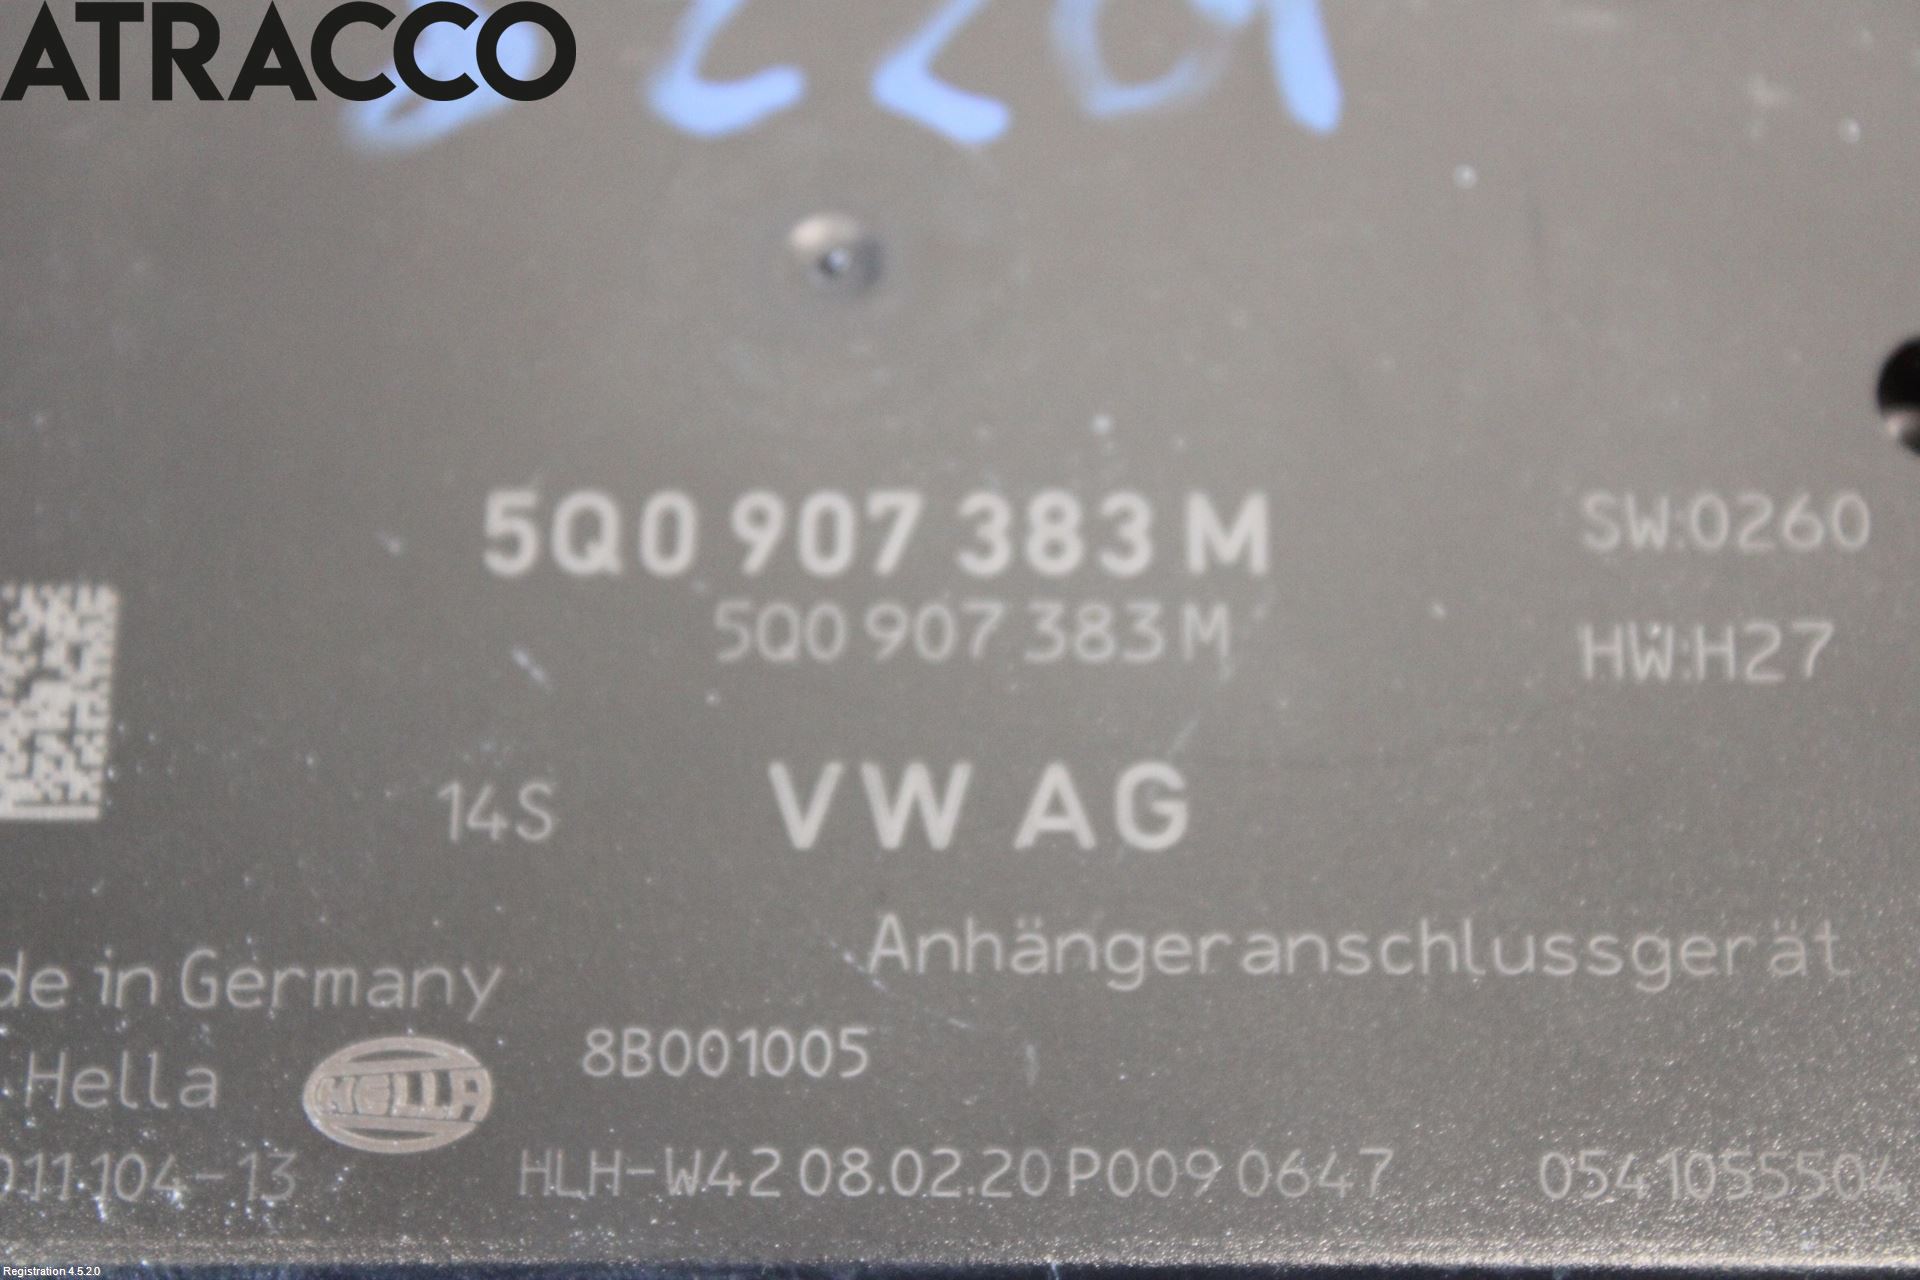 ATRACCO
5Q0 907 383 M
SW:0260
5Q0 907 383 M
HW:H27
14S
VW AG
Anhängeranschlussgerät
de in Germany
Hella
HELLA
8B001005
011104-13
HLH-W42 08.02.20 P009 0647
0541055504
Registration 4.5.2.0